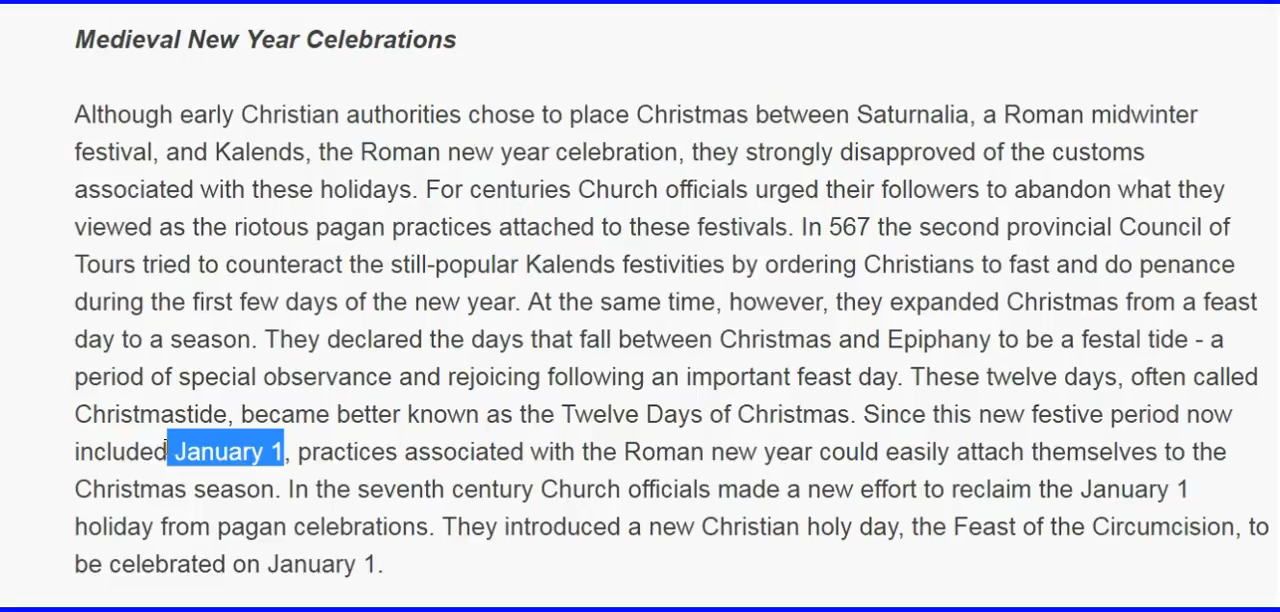 Medieval New Year Celebrations
Although early Christian authorities chose to place Christmas between Saturnalia, a Roman midwinter
festival, and Kalends, the Roman new year celebration, they strongly disapproved of the customs
associated with these holidays. For centuries Church officials urged their followers to abandon what they
viewed as the riotous pagan practices attached to these festivals. In 567 the second provincial Council of
Tours tried to counteract the still-popular Kalends festivities by ordering Christians to fast and do penance
during the first few days of the new year. At the same time, however, they expanded Christmas from a feast
day to a season. They declared the days that fall between Christmas and Epiphany to be a festal tide - a
period of special observance and rejoicing following an important feast day. These twelve days, often called
Christmastide, became better known as the Twelve Days of Christmas. Since this new festive period now
included January 1, practices associated with the Roman new year could easily attach themselves to the
Christmas season. In the seventh century Church officials made a new effort to reclaim the January 1
holiday from pagan celebrations. They introduced a new Christian holy day, the Feast of the Circumcision, to
be celebrated on January 1.